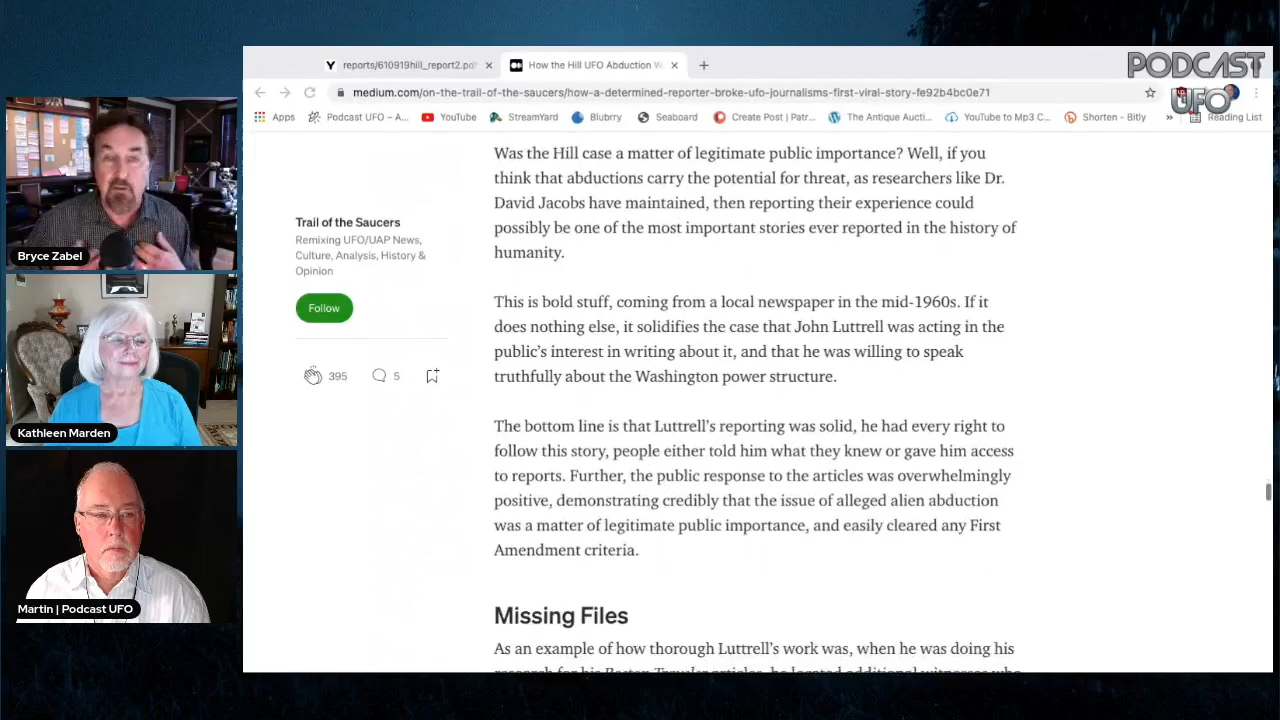 PODCAST
UFO
reports/610919hill_report2.pdf
How the Hill UFO Abduction W
medium.com/on-the-trail-of-the-saucers/how-a-determined-reporter-broke-ufo-journalisms-first-viral-story-fe92b4bc0e71
Apps
Podcast UFO – A...
YouTube
StreamYard
Blubrry
Seaboard
Create Post | Patr...
The Antique Aucti...
YouTube to Mp3 C...
Shorten - Bitly
»
Reading List
Trail of the Saucers
Remixing UFO/UAP News,
Culture, Analysis, History &
Opinion
Follow
395
5
Was the Hill case a matter of legitimate public importance? Well, if you
think that abductions carry the potential for threat, as researchers like Dr.
David Jacobs have maintained, then reporting their experience could
possibly be one of the most important stories ever reported in the history of
humanity.
This is bold stuff, coming from a local newspaper in the mid-1960s. If it
does nothing else, it solidifies the case that John Luttrell was acting in the
public’s interest in writing about it, and that he was willing to speak
truthfully about the Washington power structure.
The bottom line is that Luttrell’s reporting was solid, he had every right to
follow this story, people either told him what they knew or gave him access
to reports. Further, the public response to the articles was overwhelmingly
positive, demonstrating credibly that the issue of alleged alien abduction
was a matter of legitimate public importance, and easily cleared any First
Amendment criteria.
Missing Files
As an example of how thorough Luttrell’s work was, when he was doing his
research for his Boston Traveler articles, he located additional witnesses who
Bryce Zabel
Kathleen Marden
Martin | Podcast UFO